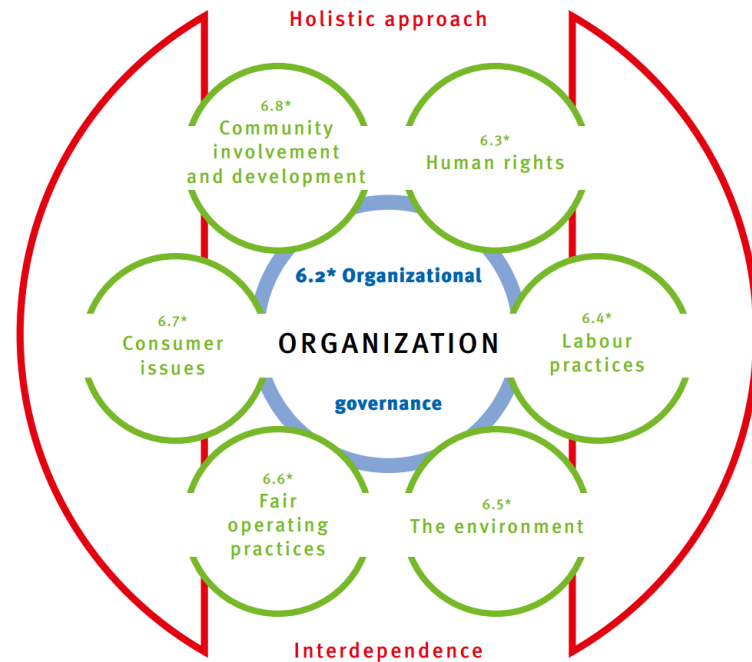 Holistic approach
6.8*
Community
involvement
and development
6.3*
Human rights
6.2* Organizational
ORGANIZATION
governance
6.7*
Consumer
issues
6.4*
Labour
practices
6.6*
Fair
operating
practices
6.5*
The environment
Interdependence